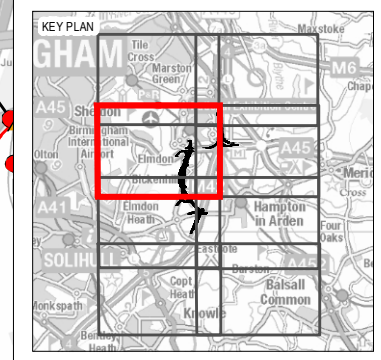 KEY PLAN
Maxstoke
GHAM
Tile
Cross
Marston
Green
M6
P&R
A45
Sheldon
Birmingham
International
Airport
Olton
Elmdon
A45
Bickenhill
Meri
Cross
A41
Elmdon
Heath
Hampton
in Arden
Four
Oaks
Eastcote
SOLIHULL
Barston
A452
Copt
Heath
Balsall
Common
Monkspath
Knowle
Bentley
Heath